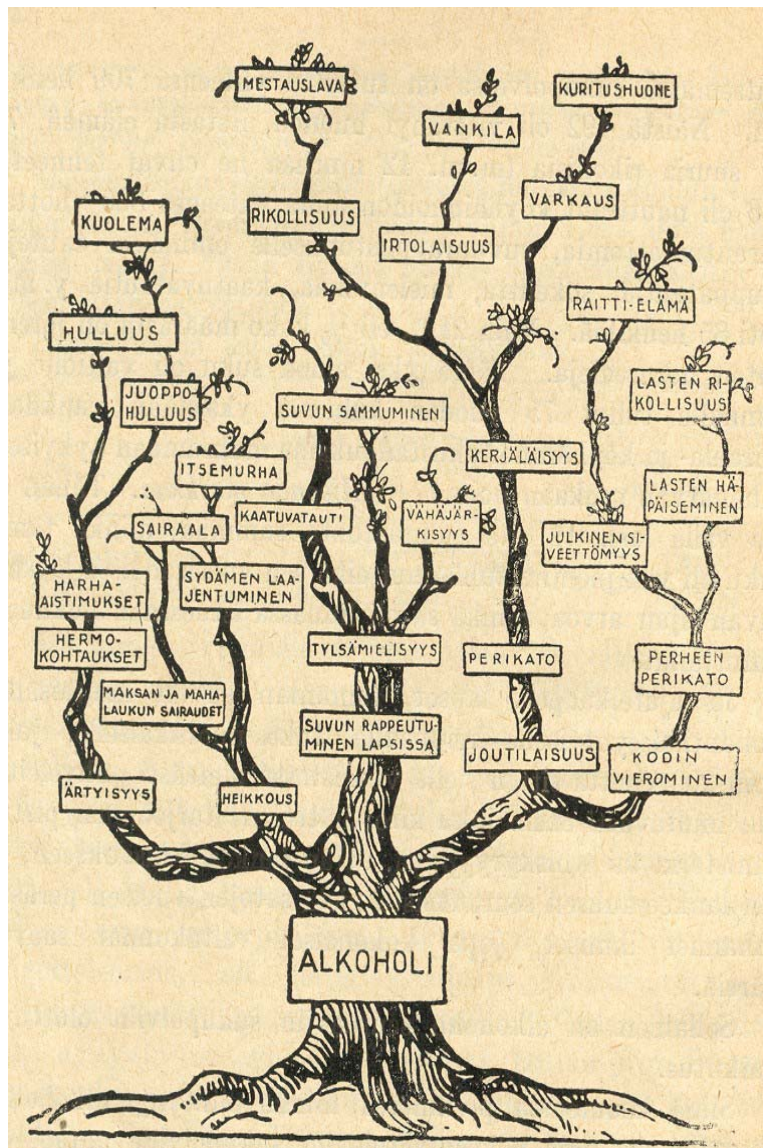 MESTAUSLAVA
VANKILA
KURITUSHUONE
KUOLEMA
RIKOLLISUUS
IRTOLAISUUS
VARKAUS
HULLUUS
RAITTI-ELÄMÄ
JUOPPO-
HULLUUS
SUVUN SAMMUMINEN
LASTEN RI-
KOLLISUUS
ITSEMURHA
KERJÄLÄISYYS
LASTEN HÄ-
PÄISEMINEN
SAIRAALA
KAATUVATAUTI
VÄHÄJÄR-
KISYYS
JULKINEN SI-
VEETTÖMYYS
HARHA-
AISTIMUKSET
SYDÄMEN LAA-
JENTUMINEN
HERMO-
KOHTAUKSET
TYLSÄMIELISYYS
PERIKATO
PERHEEN
PERIKATO
MAKSAN JA MAHA-
LAUKUN SAIRAUDET
SUVUN RAPPEUTU-
MINEN LAPSISSA
JOUTILAISUUS
KODIN
VIEROMINEN
ÄRTYISYYS
HEIKKOUS
ALKOHOLI